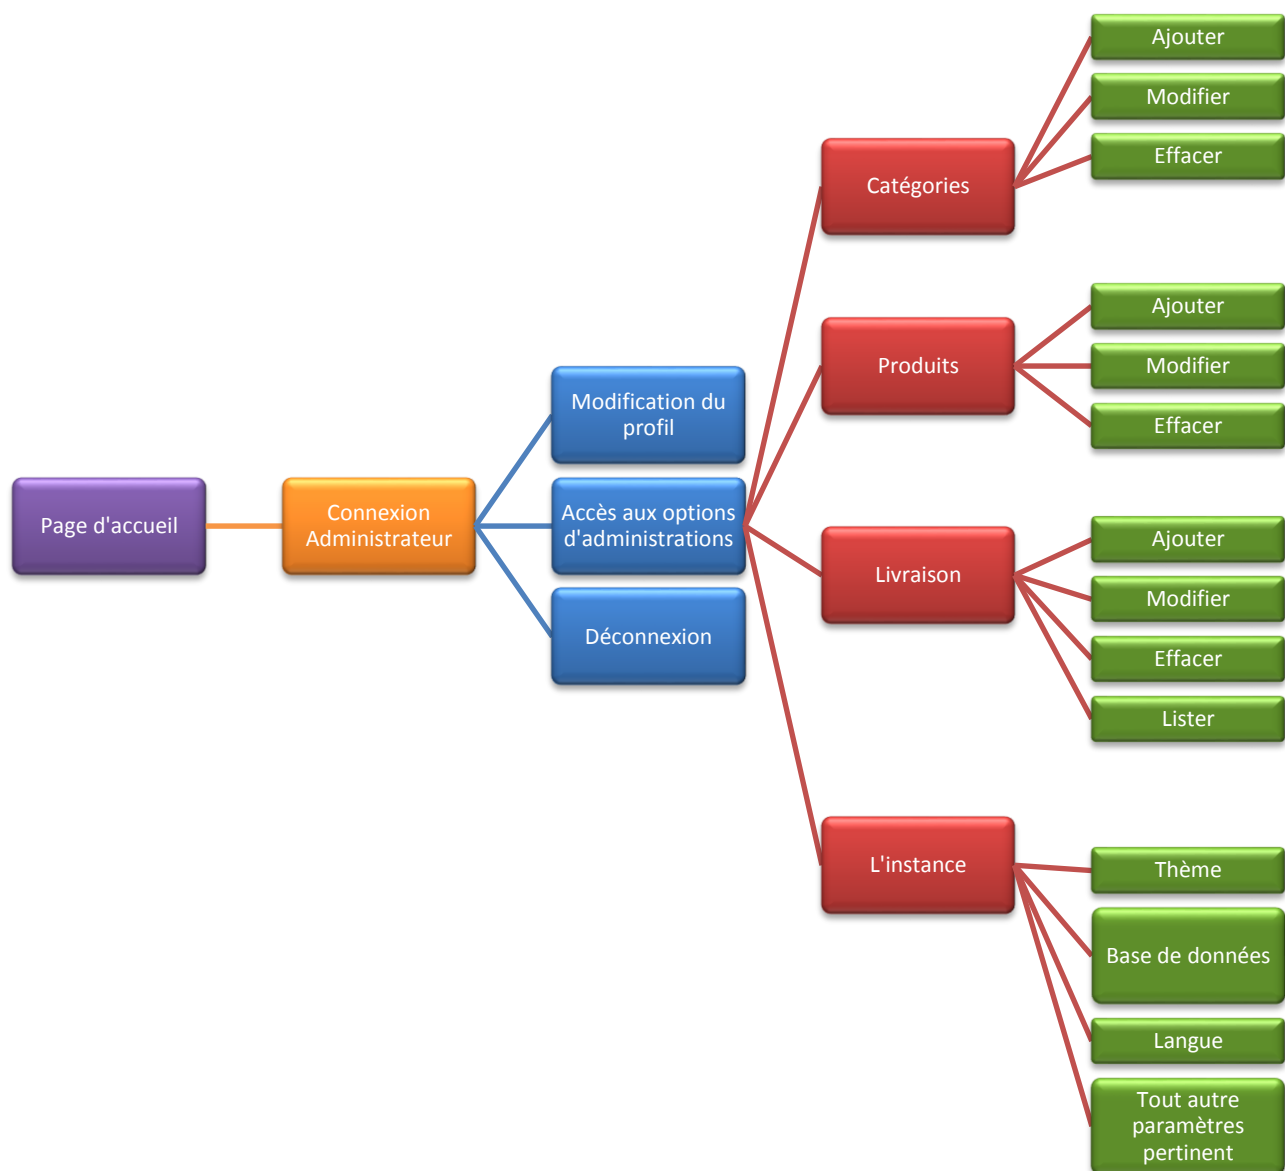 Page d'accueil
Connexion
Administrateur
Modification du
profil
Accès aux options
d'administrations
Déconnexion
Catégories
Ajouter
Modifier
Effacer
Produits
Ajouter
Modifier
Effacer
Livraison
Ajouter
Modifier
Effacer
Lister
L'instance
Thème
Base de données
Langue
Tout autre
paramètres
pertinent